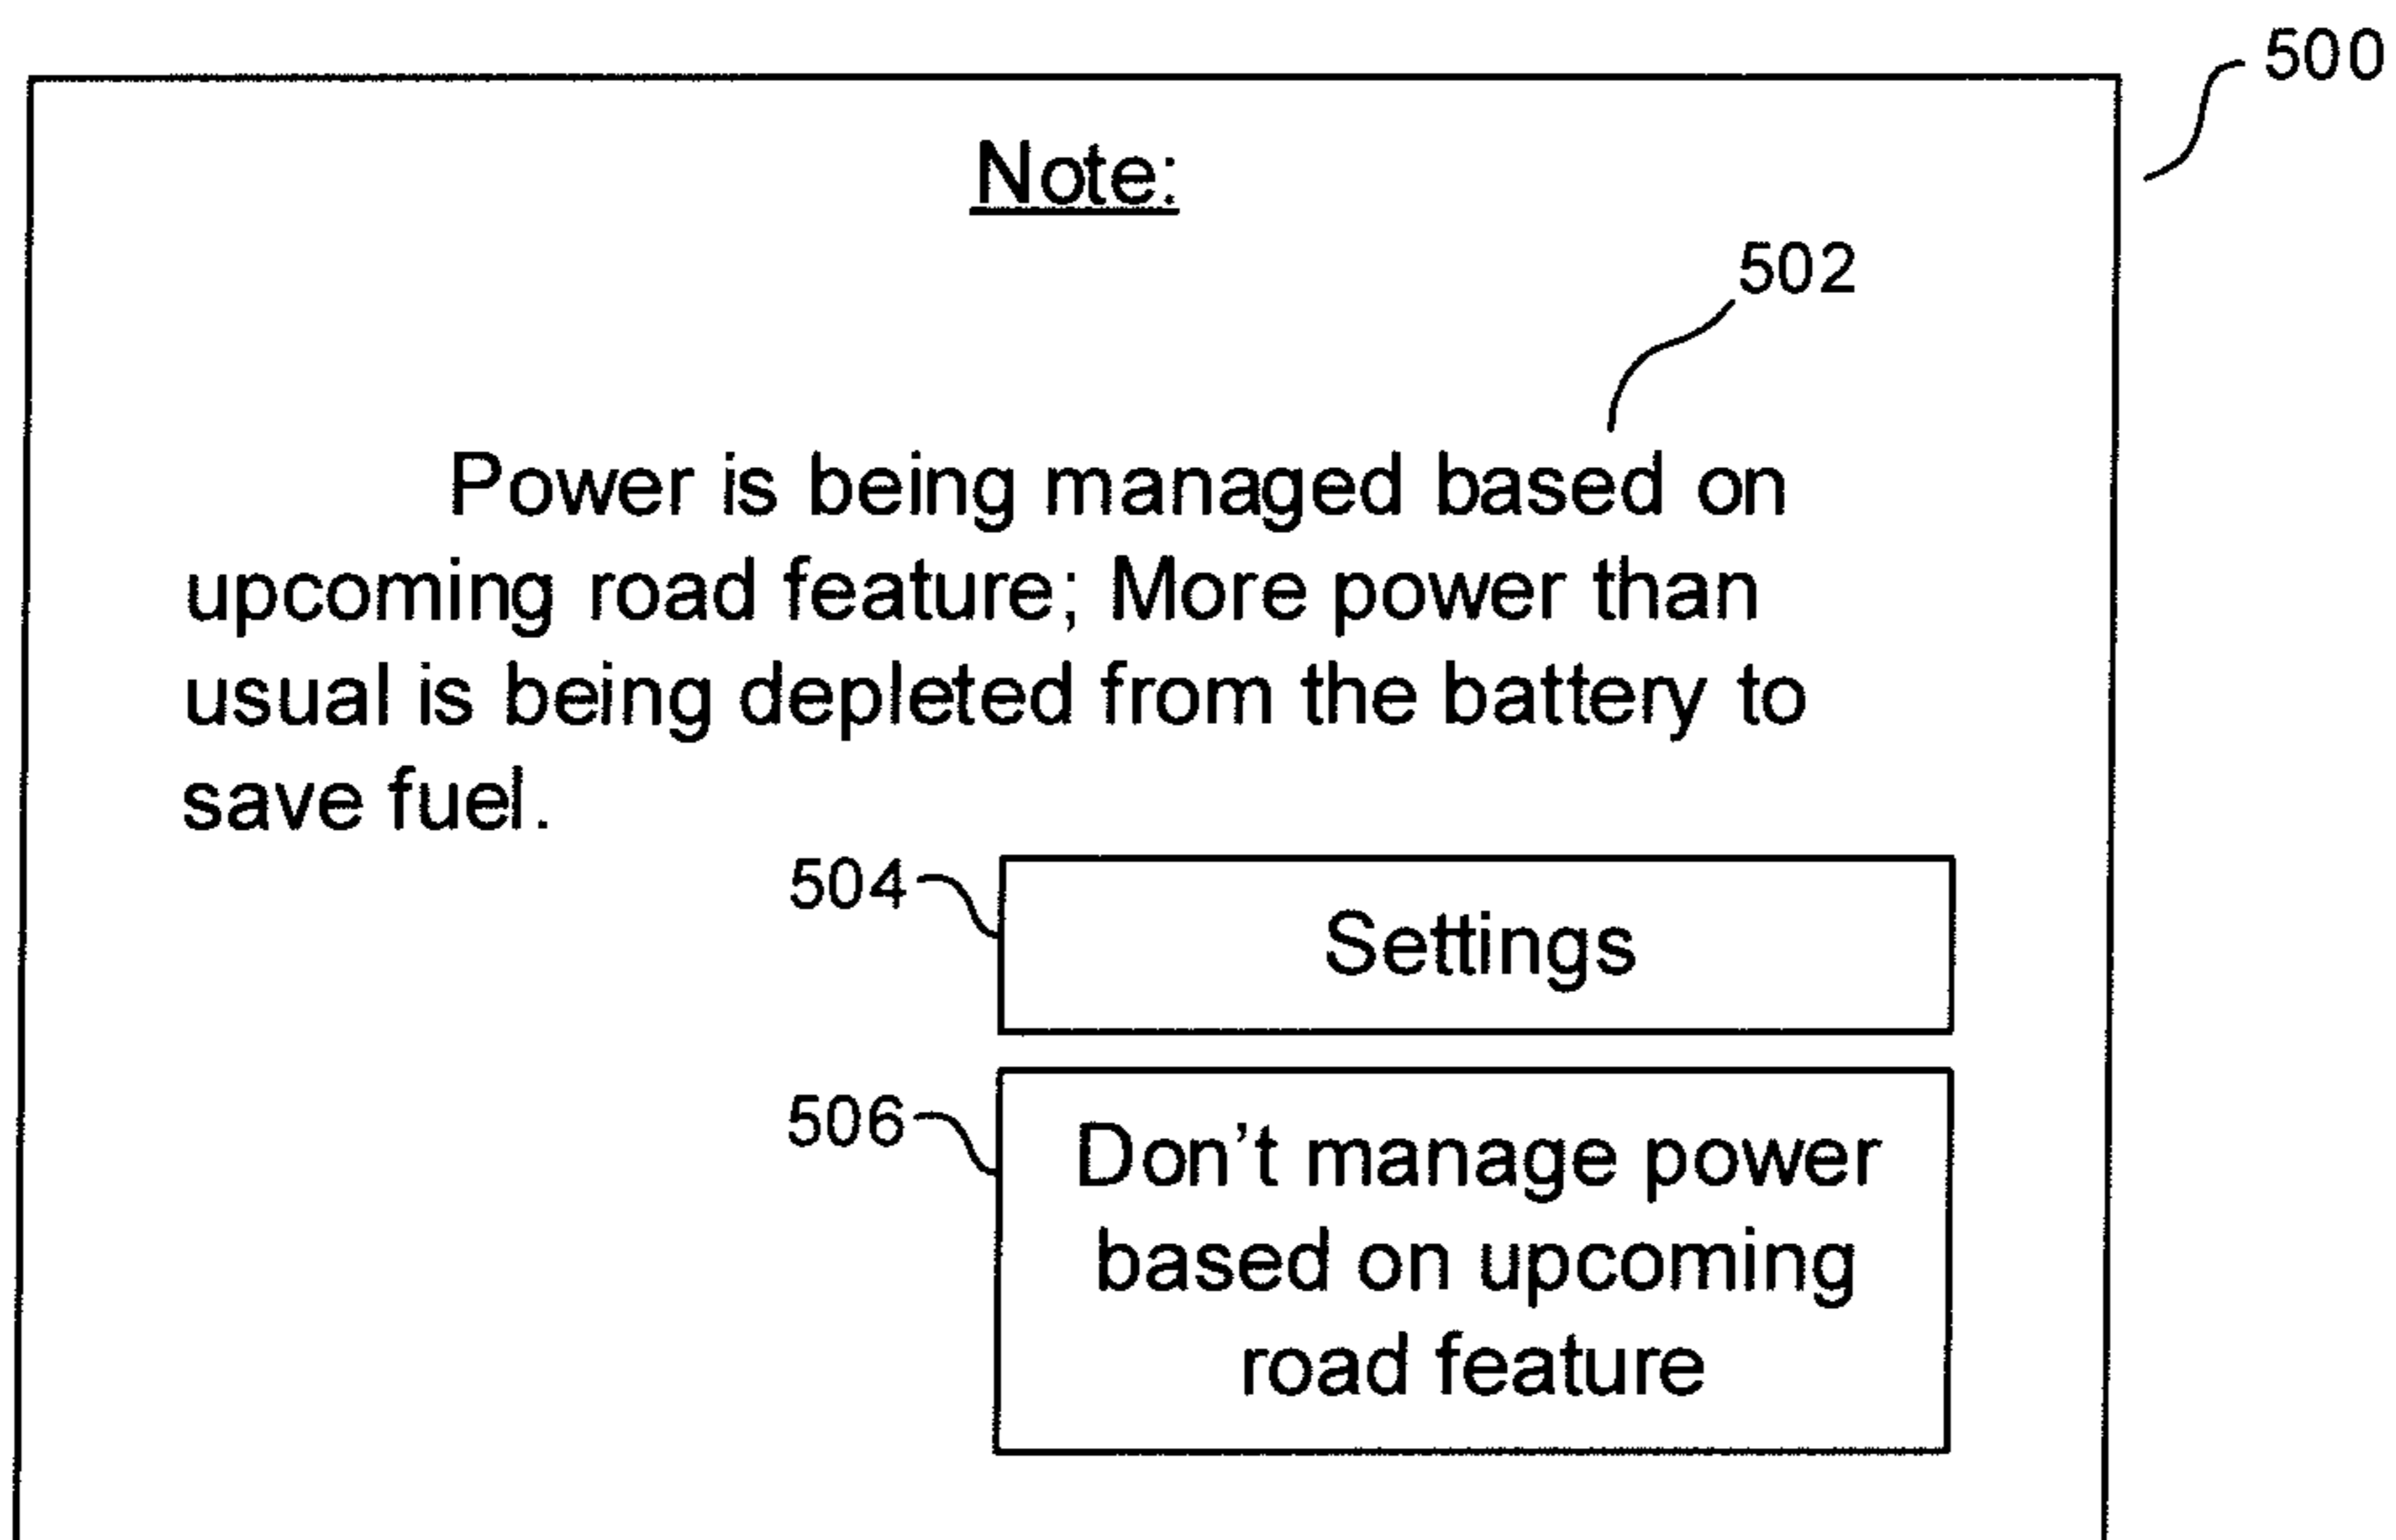 500
Note:
502
Power is being managed based on
upcoming road feature; More power than
usual is being depleted from the battery to
save fuel.
504
Settings
506
Don't manage power
based on upcoming
road feature